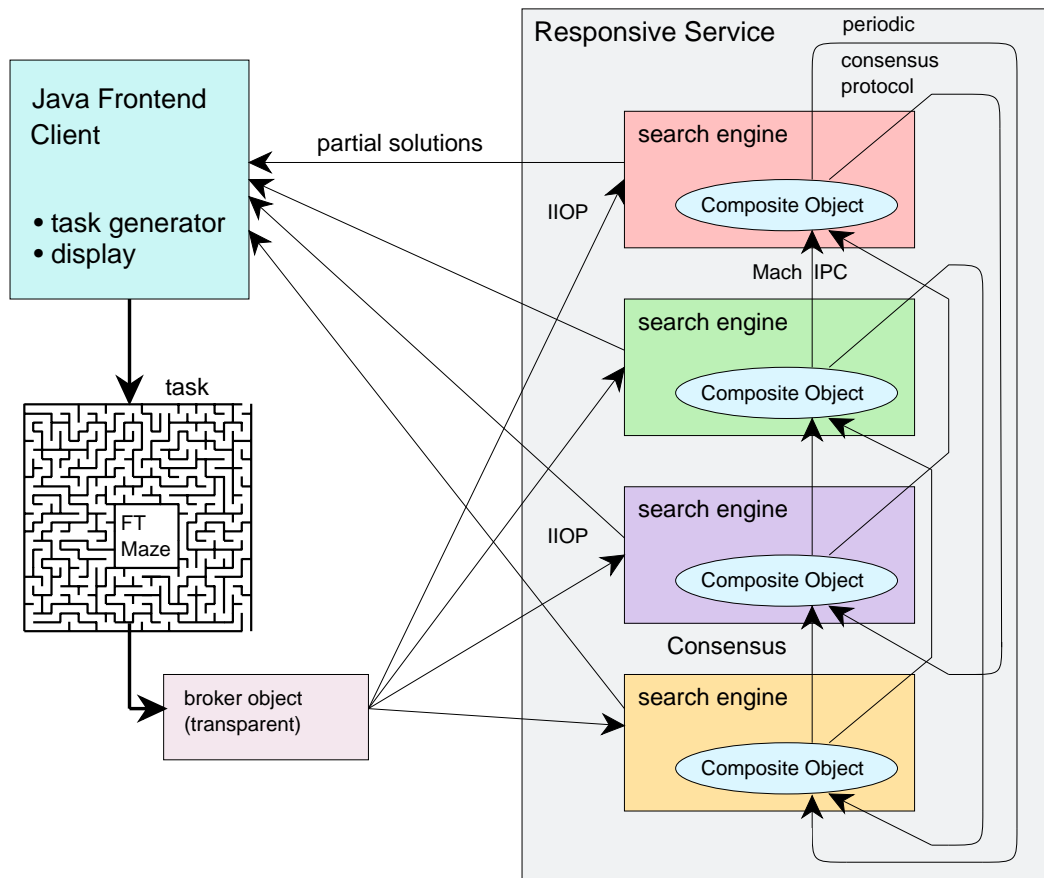 Responsive Service
periodic
consensus
protocol
Java Frontend
Client
• task generator
• display
partial solutions
search engine
Composite Object
IIOP
Mach IPC
search engine
Composite Object
task
FT
Maze
search engine
IIOP
Composite Object
Consensus
broker object
(transparent)
search engine
Composite Object